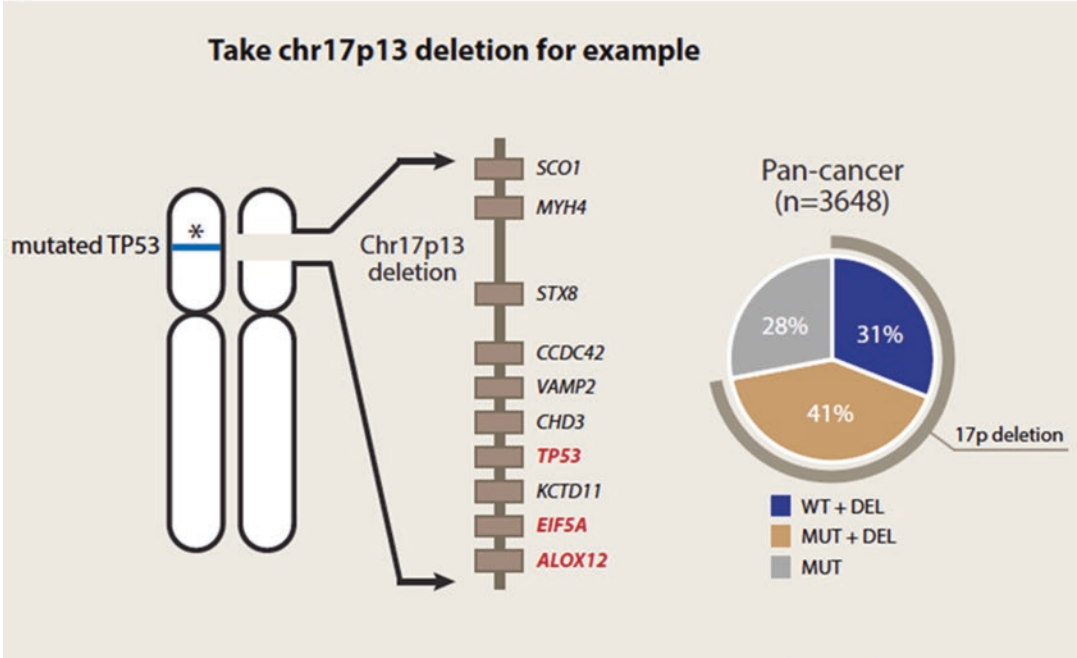 Take chr17p13 deletion for example
mutated TP53
*
Chr17p13
deletion
SCO1
MYH4
STX8
CCDC42
VAMP2
CHD3
TP53
KCTD11
EIF5A
ALOX12
Pan-cancer
(n=3648)
28%
31%
41%
17p deletion
WT + DEL
MUT + DEL
MUT